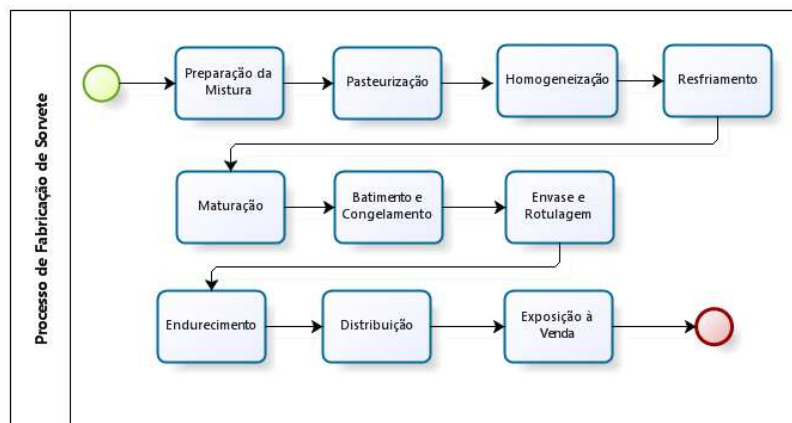 Processo de Fabricação de Sorvete
Preparação da
Mistura
Pasteurização
Homogeneização
Resfriamento
Maturação
Batimento e
Congelamento
Envase e
Rotulagem
Endurecimento
Distribuição
Exposição à
Venda